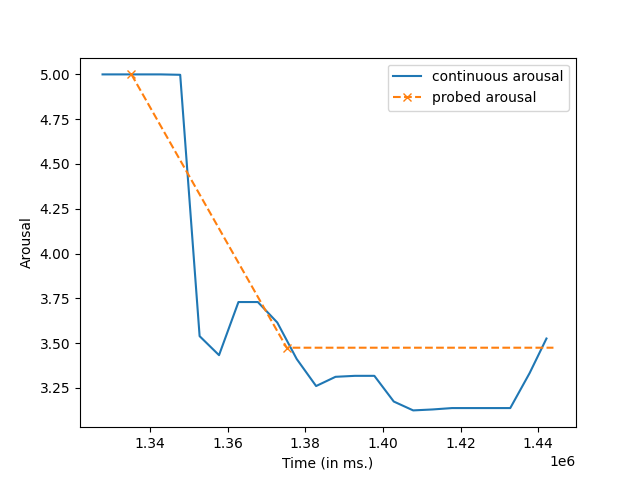 continuous arousal
probed arousal
5.00
4.75
4.50
4.25
4.00
3.75
3.50
3.25
Arousal
1.34
1.36
1.38
1.40
1.42
1.44
1e6
Time (in ms.)